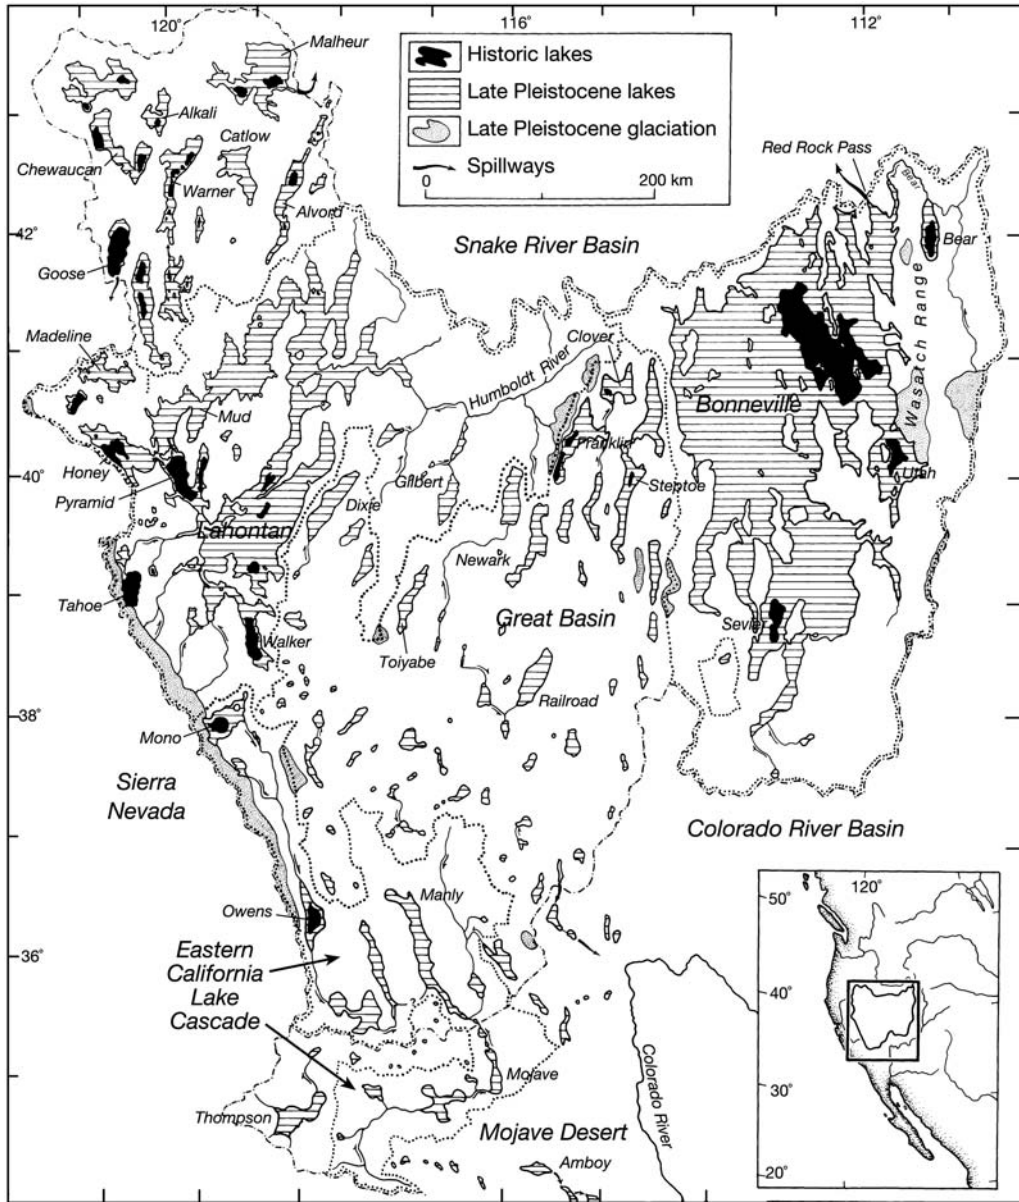 120˚
116˚
112˚
Malheur
Historic lakes
Late Pleistocene lakes
Late Pleistocene glaciation
Spillways
0
200 km
Alkali
Catlow
Chewaucan
Warner
Alvord
Red Rock Pass
Bear
Bear
42˚
Goose
Snake River Basin
Wasatch Range
Madeline
Clover
Humboldt River
Bonneville
Mud
Franklin
Honey
40˚
Pyramid
Gilbert
Dixie
Steptoe
Utah
Lahontan
Newark
Tahoe
Great Basin
Sevier
Walker
Toiyabe
Railroad
38˚
Mono
Sierra
Nevada
Colorado River Basin
Manly
Owens
Eastern
California
Lake
Cascade
36˚
Mojave
Thompson
Colorado River
Mojave Desert
Amboy
120˚
50˚
40˚
30˚
20˚